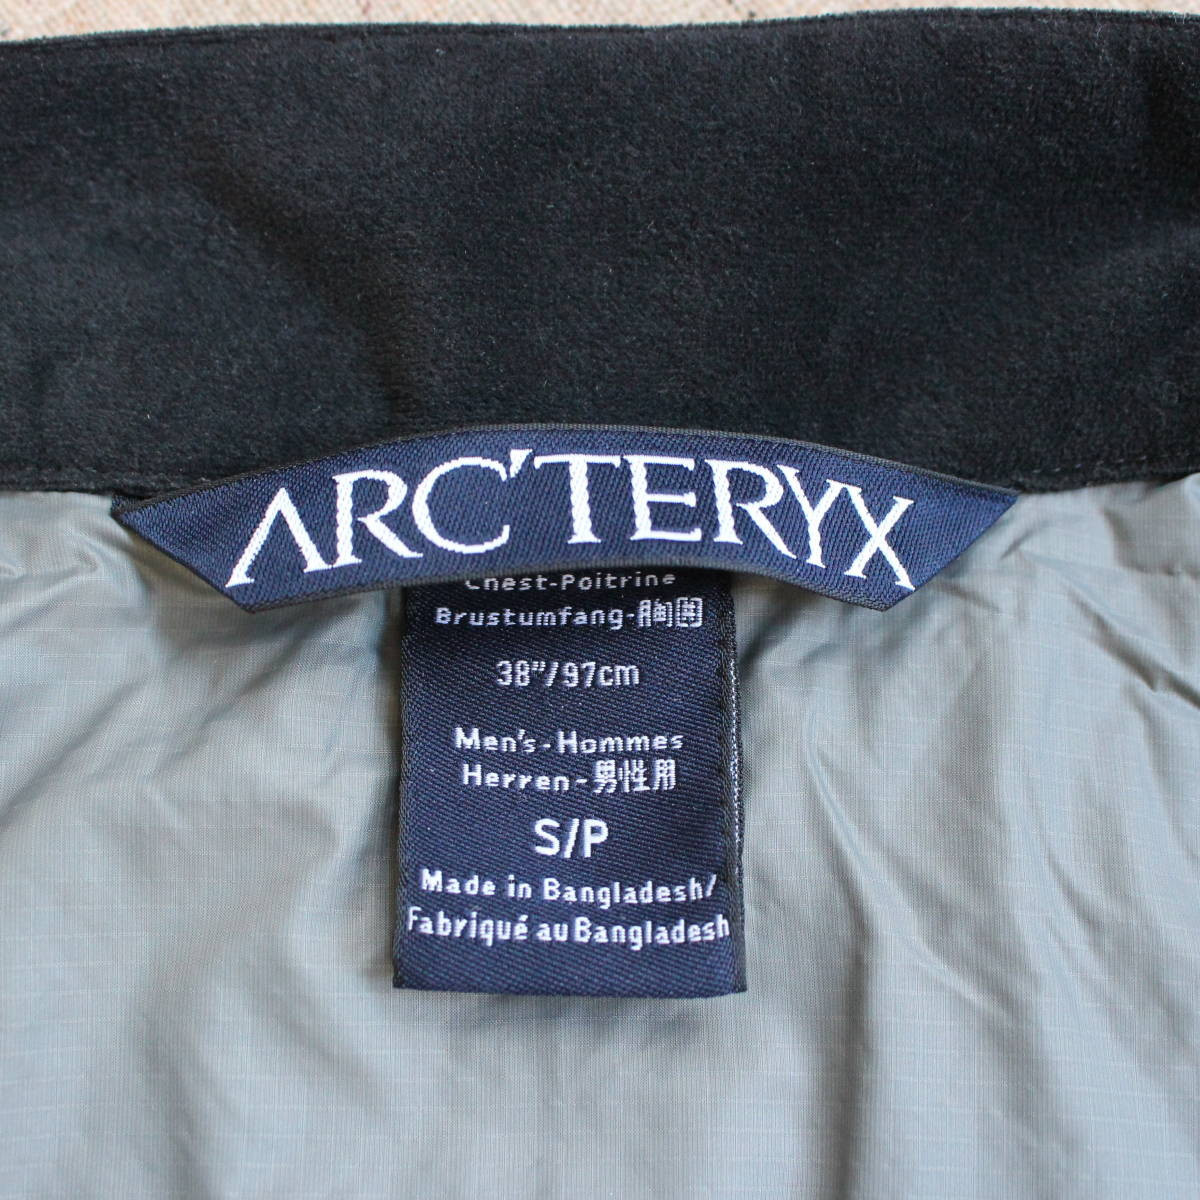 ARC'TERYX
Chest-Poitrine
Brustumfang-胸囲
38"/97cm
Men's-Hommes
Herren-男性用
S/P
Made in Bangladesh/
Fabriqué au Bangladesh